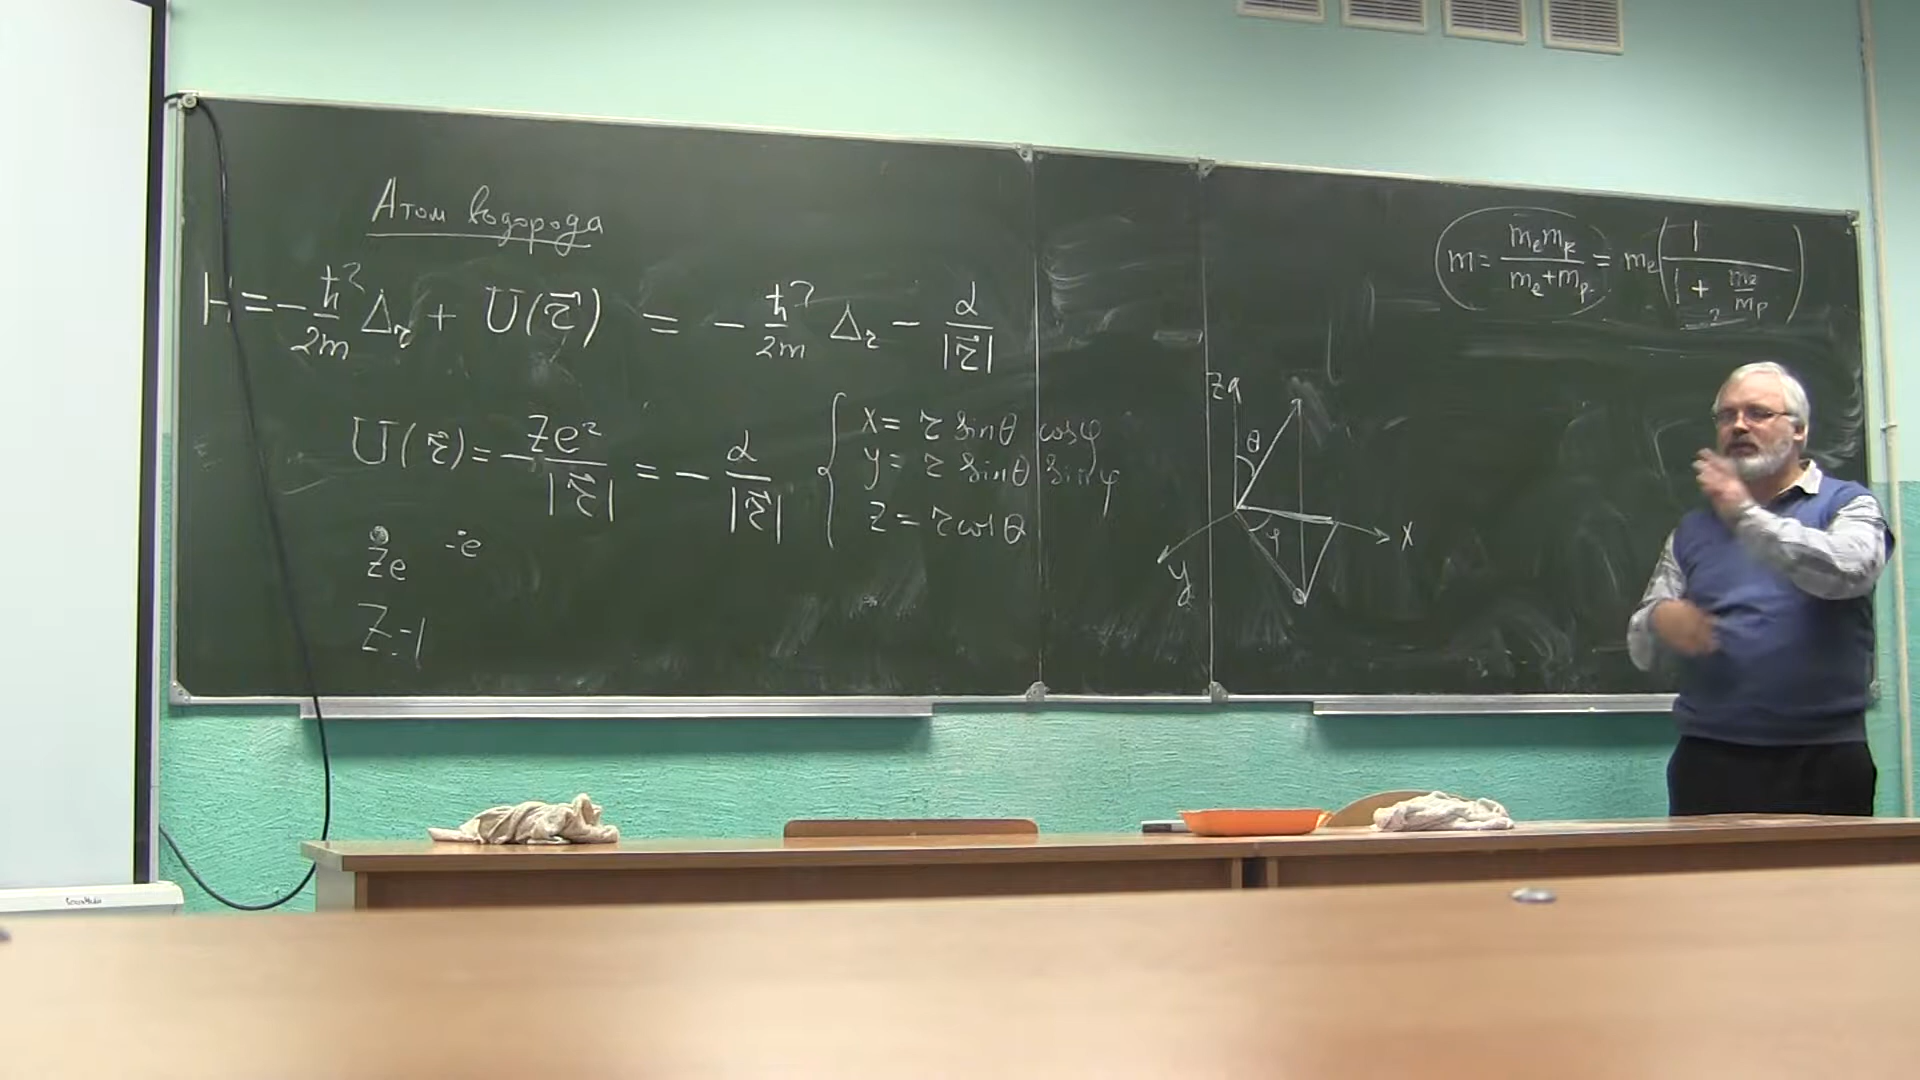 Атом водорода
H = -ħ²/2m Δ_r + U(r⃗) = -ħ²/2m Δ_r - α/|r⃗|
U(r⃗) = -Ze²/|r⃗| = -α/|r⃗|
x = r sinθ cosφ
y = r sinθ sinφ
z = r cosθ
Ze -e
Z=1
z
θ
φ
x
y
m = m_e m_p/(m_e + m_p) = m_e (1/(1 + m_e/m_p))